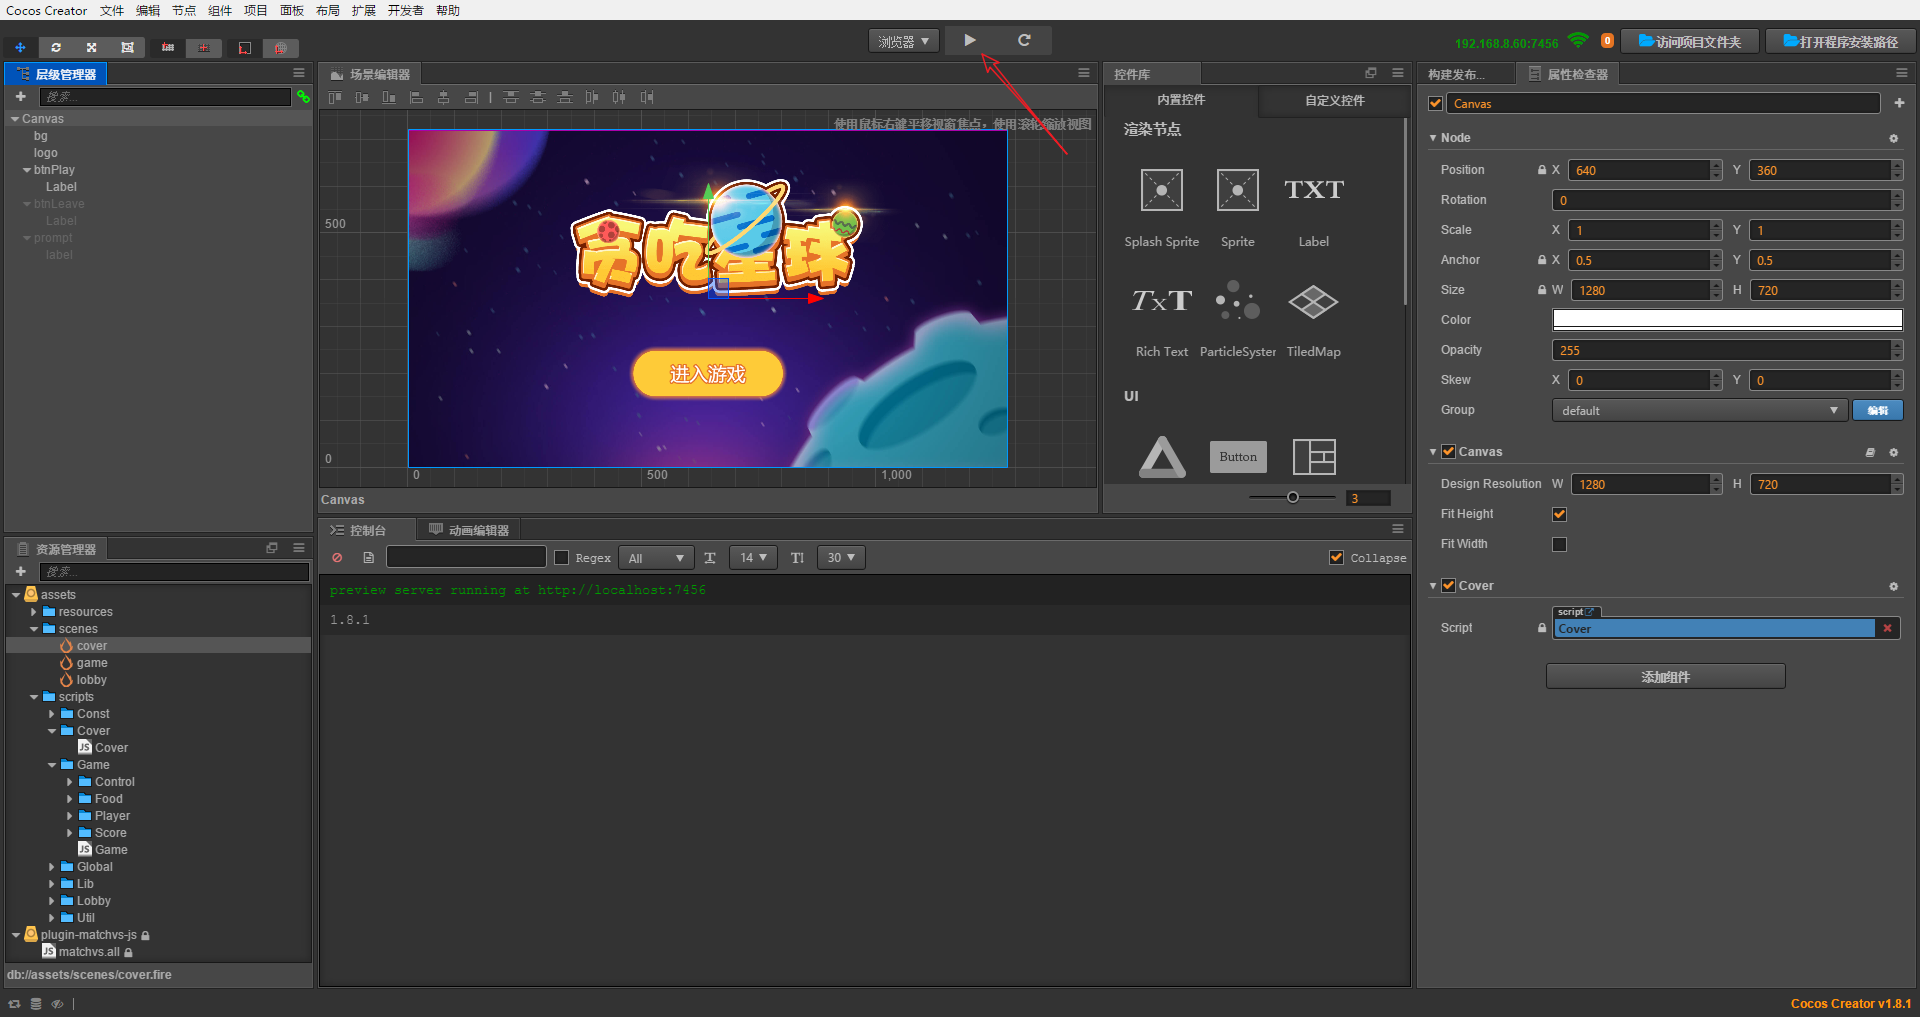 Cocos Creator 文件 编辑 节点 组件 项目 面板 布局 扩展 开发者 帮助
浏览器
192.168.8.60:7456
0
访问项目文件夹
打开程序安装路径
层级管理器
搜索...
Canvas
bg
logo
btnPlay
Label
btnLeave
Label
prompt
label
场景编辑器
使用鼠标右键平移视窗焦点，使用滚轮缩放视图
500
0
0
500
1,000
贪吃星球
进入游戏
Canvas
控件库
内置控件
自定义控件
渲染节点
TXT
Splash Sprite
Sprite
Label
TXT
Rich Text
ParticleSyster
TiledMap
UI
Button
3
构建发布...
属性检查器
Canvas
Node
Position X 640 Y 360
Rotation 0
Scale X 1 Y 1
Anchor X 0.5 Y 0.5
Size W 1280 H 720
Color
Opacity 255
Skew X 0 Y 0
Group default 编辑
Canvas
Design Resolution W 1280 H 720
Fit Height
Fit Width
Cover
script
Script Cover
添加组件
资源管理器
搜索...
assets
resources
scenes
cover
game
lobby
scripts
Const
Cover
JS Cover
Game
Control
Food
Player
Score
JS Game
Global
Lib
Lobby
Util
plugin-matchvs-js
JS matchvs.all
db://assets/scenes/cover.fire
控制台
动画编辑器
Regex
All
14
30
Collapse
preview server running at http://localhost:7456
1.8.1
Cocos Creator v1.8.1